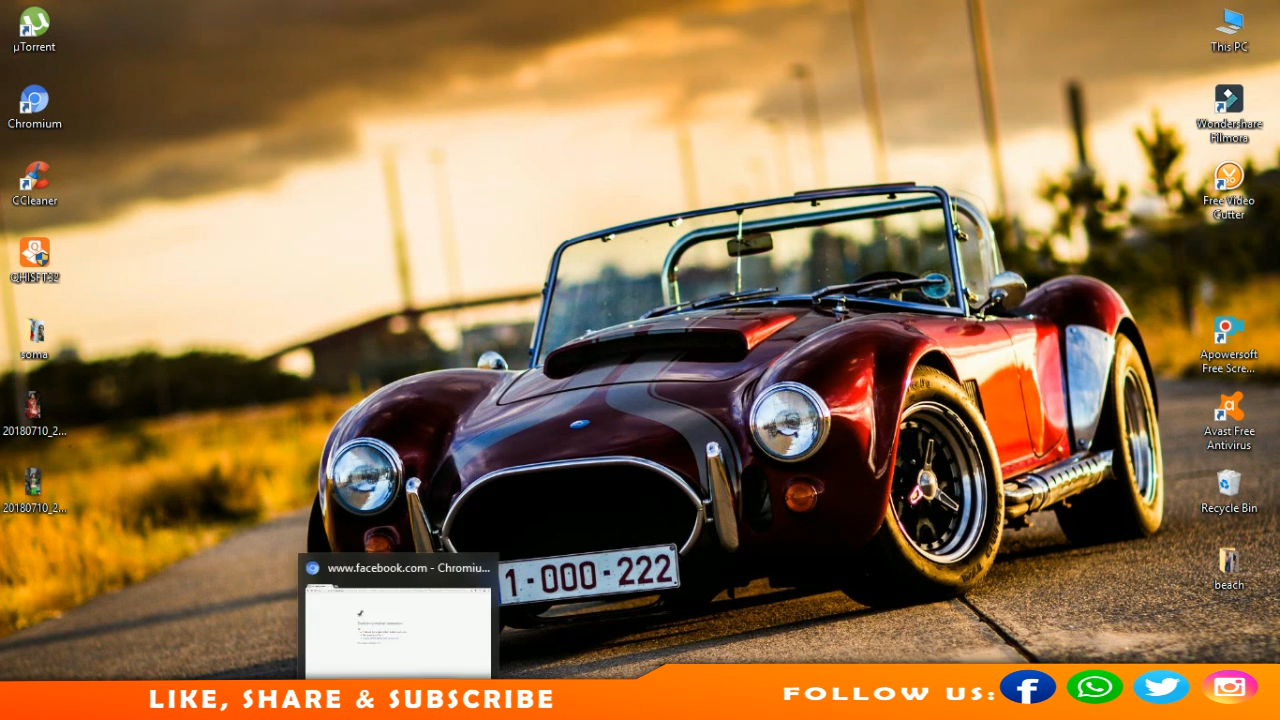 µTorrent
Chromium
CCleaner
QHISFT32
soma
20180710_2...
20180710_2...
This PC
Wondershare
Filmora
Free Video
Cutter
Apowersoft
Free Scre...
Avast Free
Antivirus
Recycle Bin
beach
1-000-222
www.facebook.com - Chromiu...
LIKE, SHARE & SUBSCRIBE
FOLLOW US: